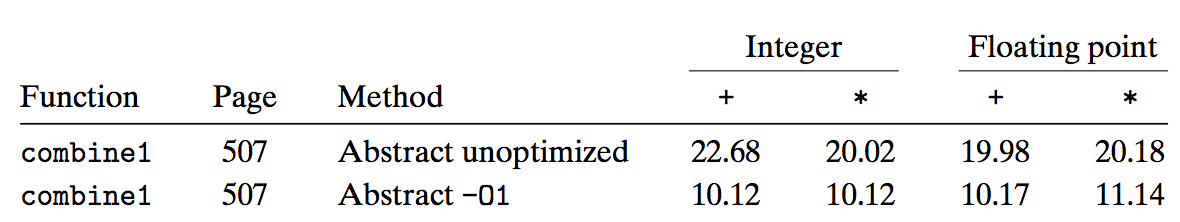 Integer Floating point
Function Page Method + * + *
combine1 507 Abstract unoptimized 22.68 20.02 19.98 20.18
combine1 507 Abstract -O1 10.12 10.12 10.17 11.14